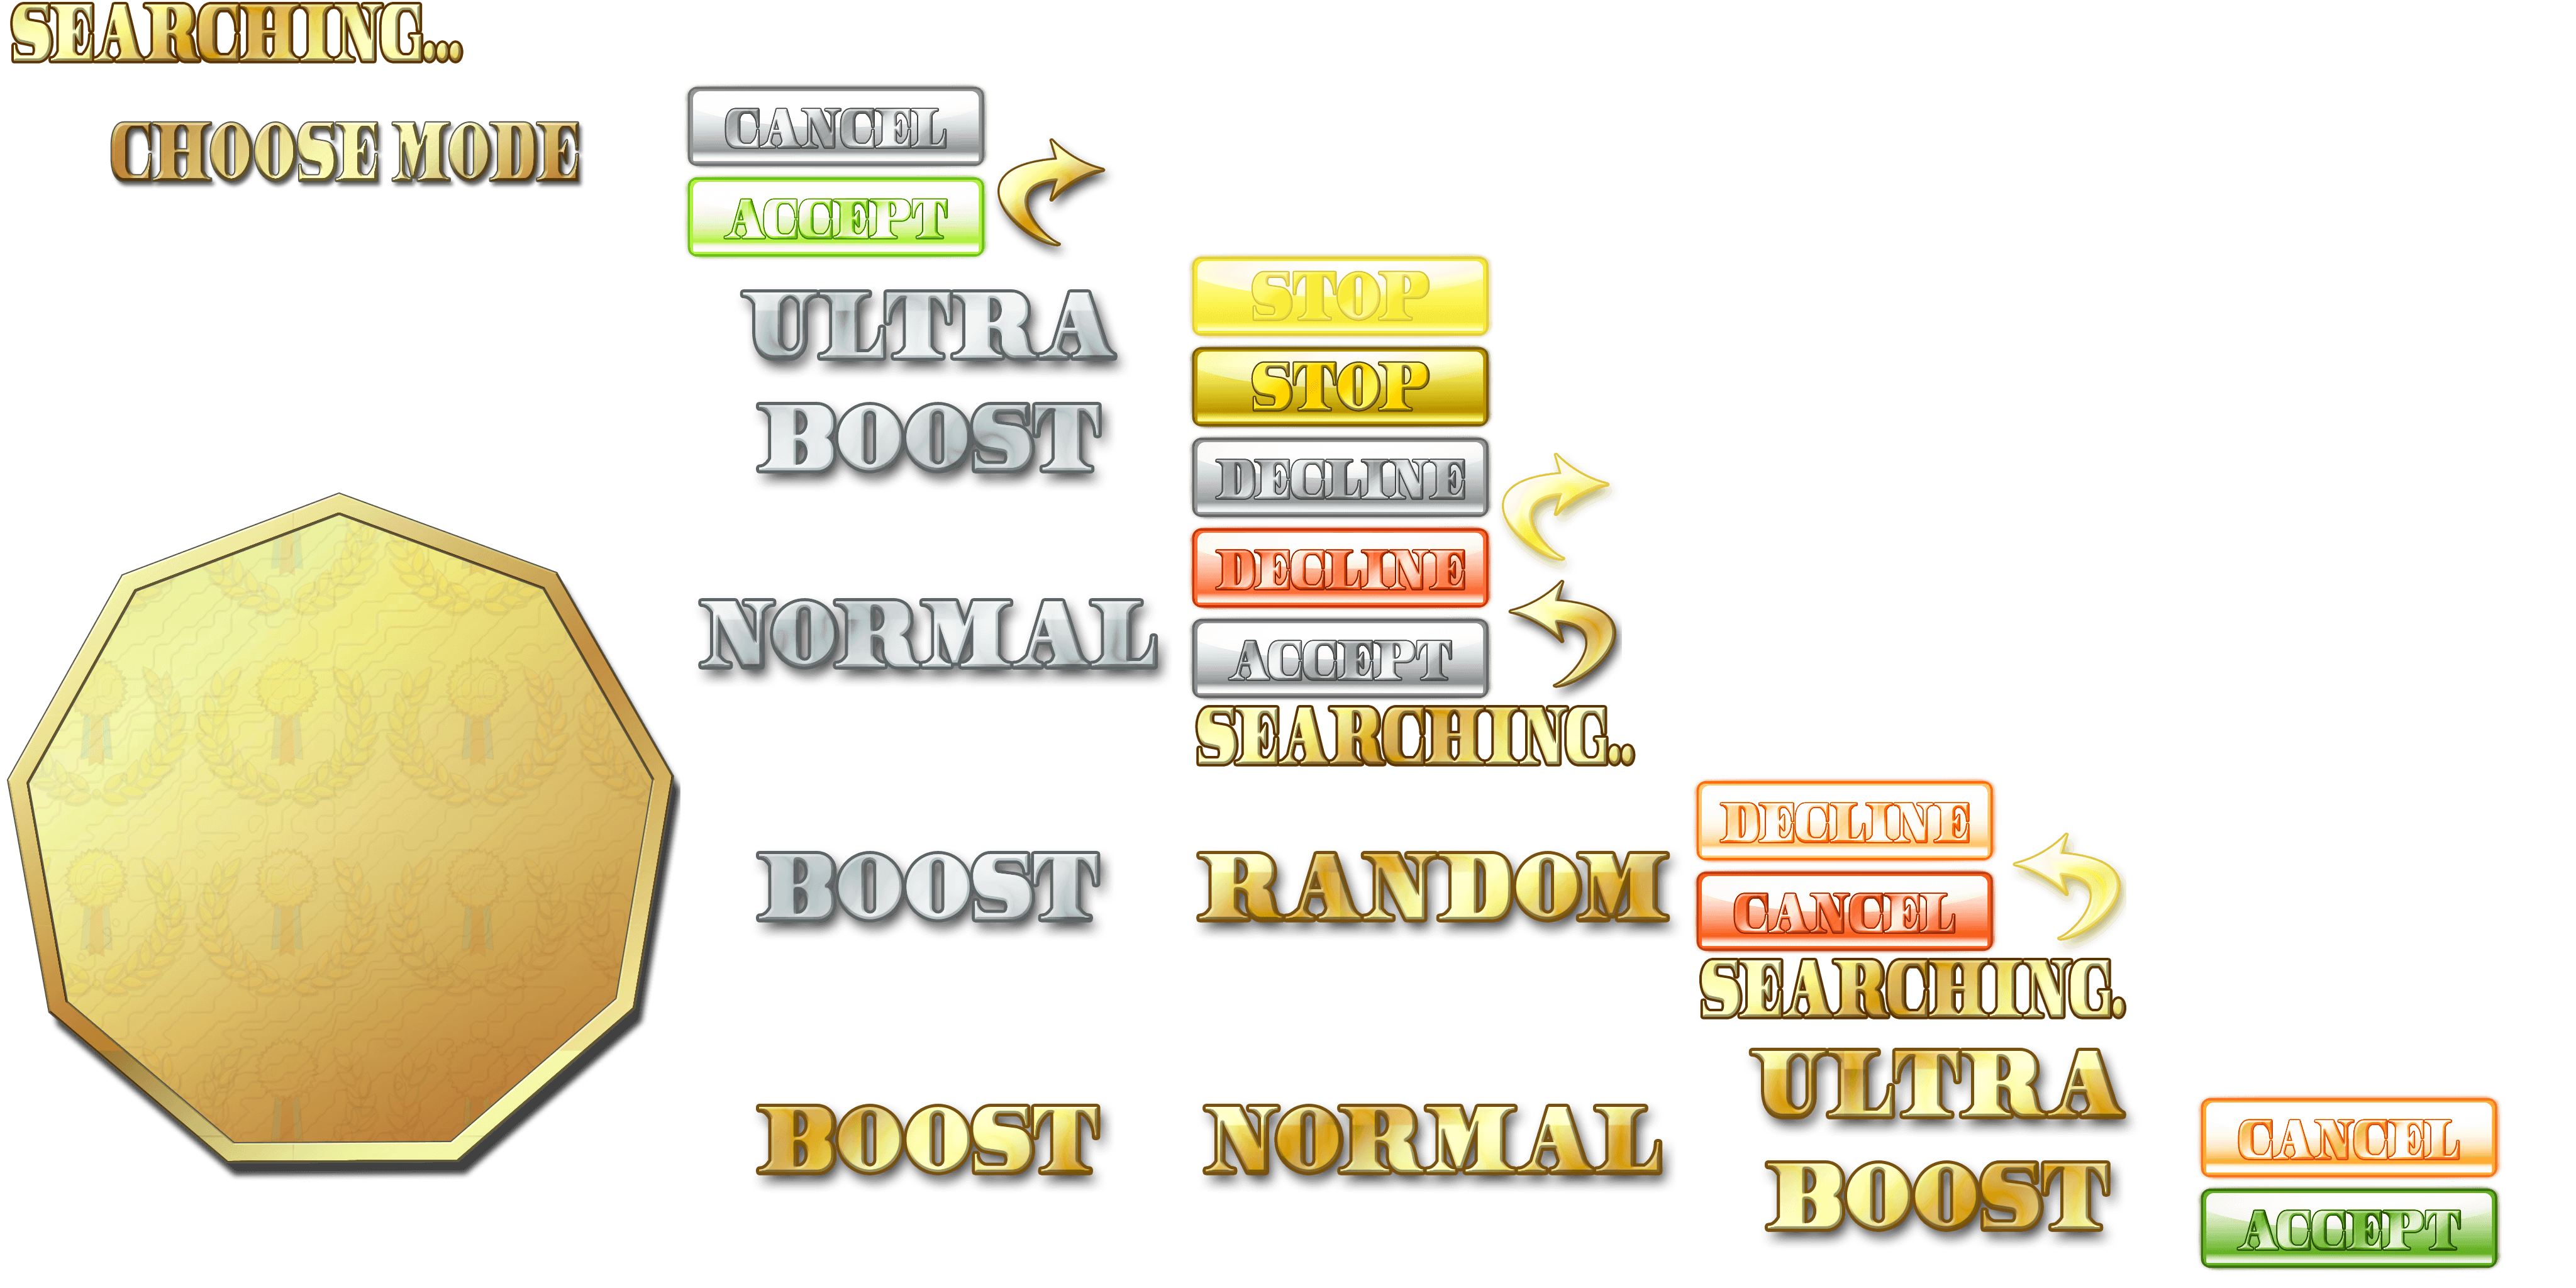 SEARCHING...
CHOOSE MODE
CANCEL
ACCEPT
ULTRA
BOOST
NORMAL
BOOST
BOOST
STOP
STOP
DECLINE
DECLINE
ACCEPT
SEARCHING..
RANDOM
NORMAL
DECLINE
CANCEL
SEARCHING.
ULTRA
BOOST
CANCEL
ACCEPT